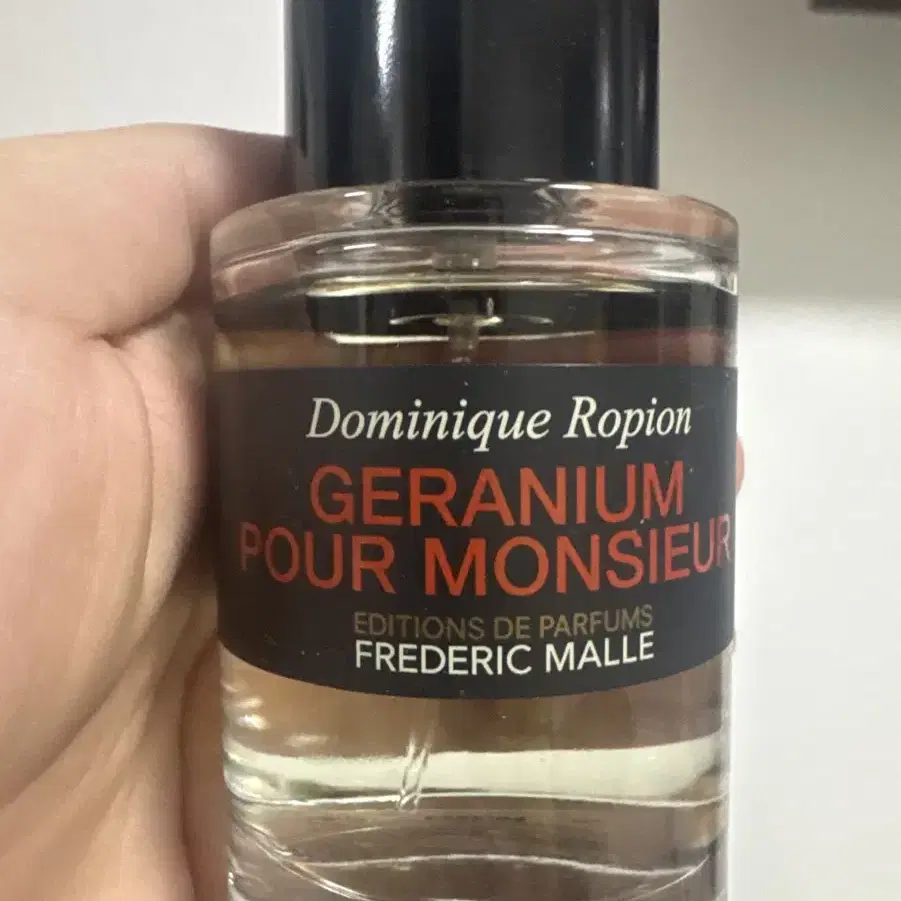 Dominique Ropion
GERANIUM
POUR MONSIEUR
EDITIONS DE PARFUMS
FREDERIC MALLE